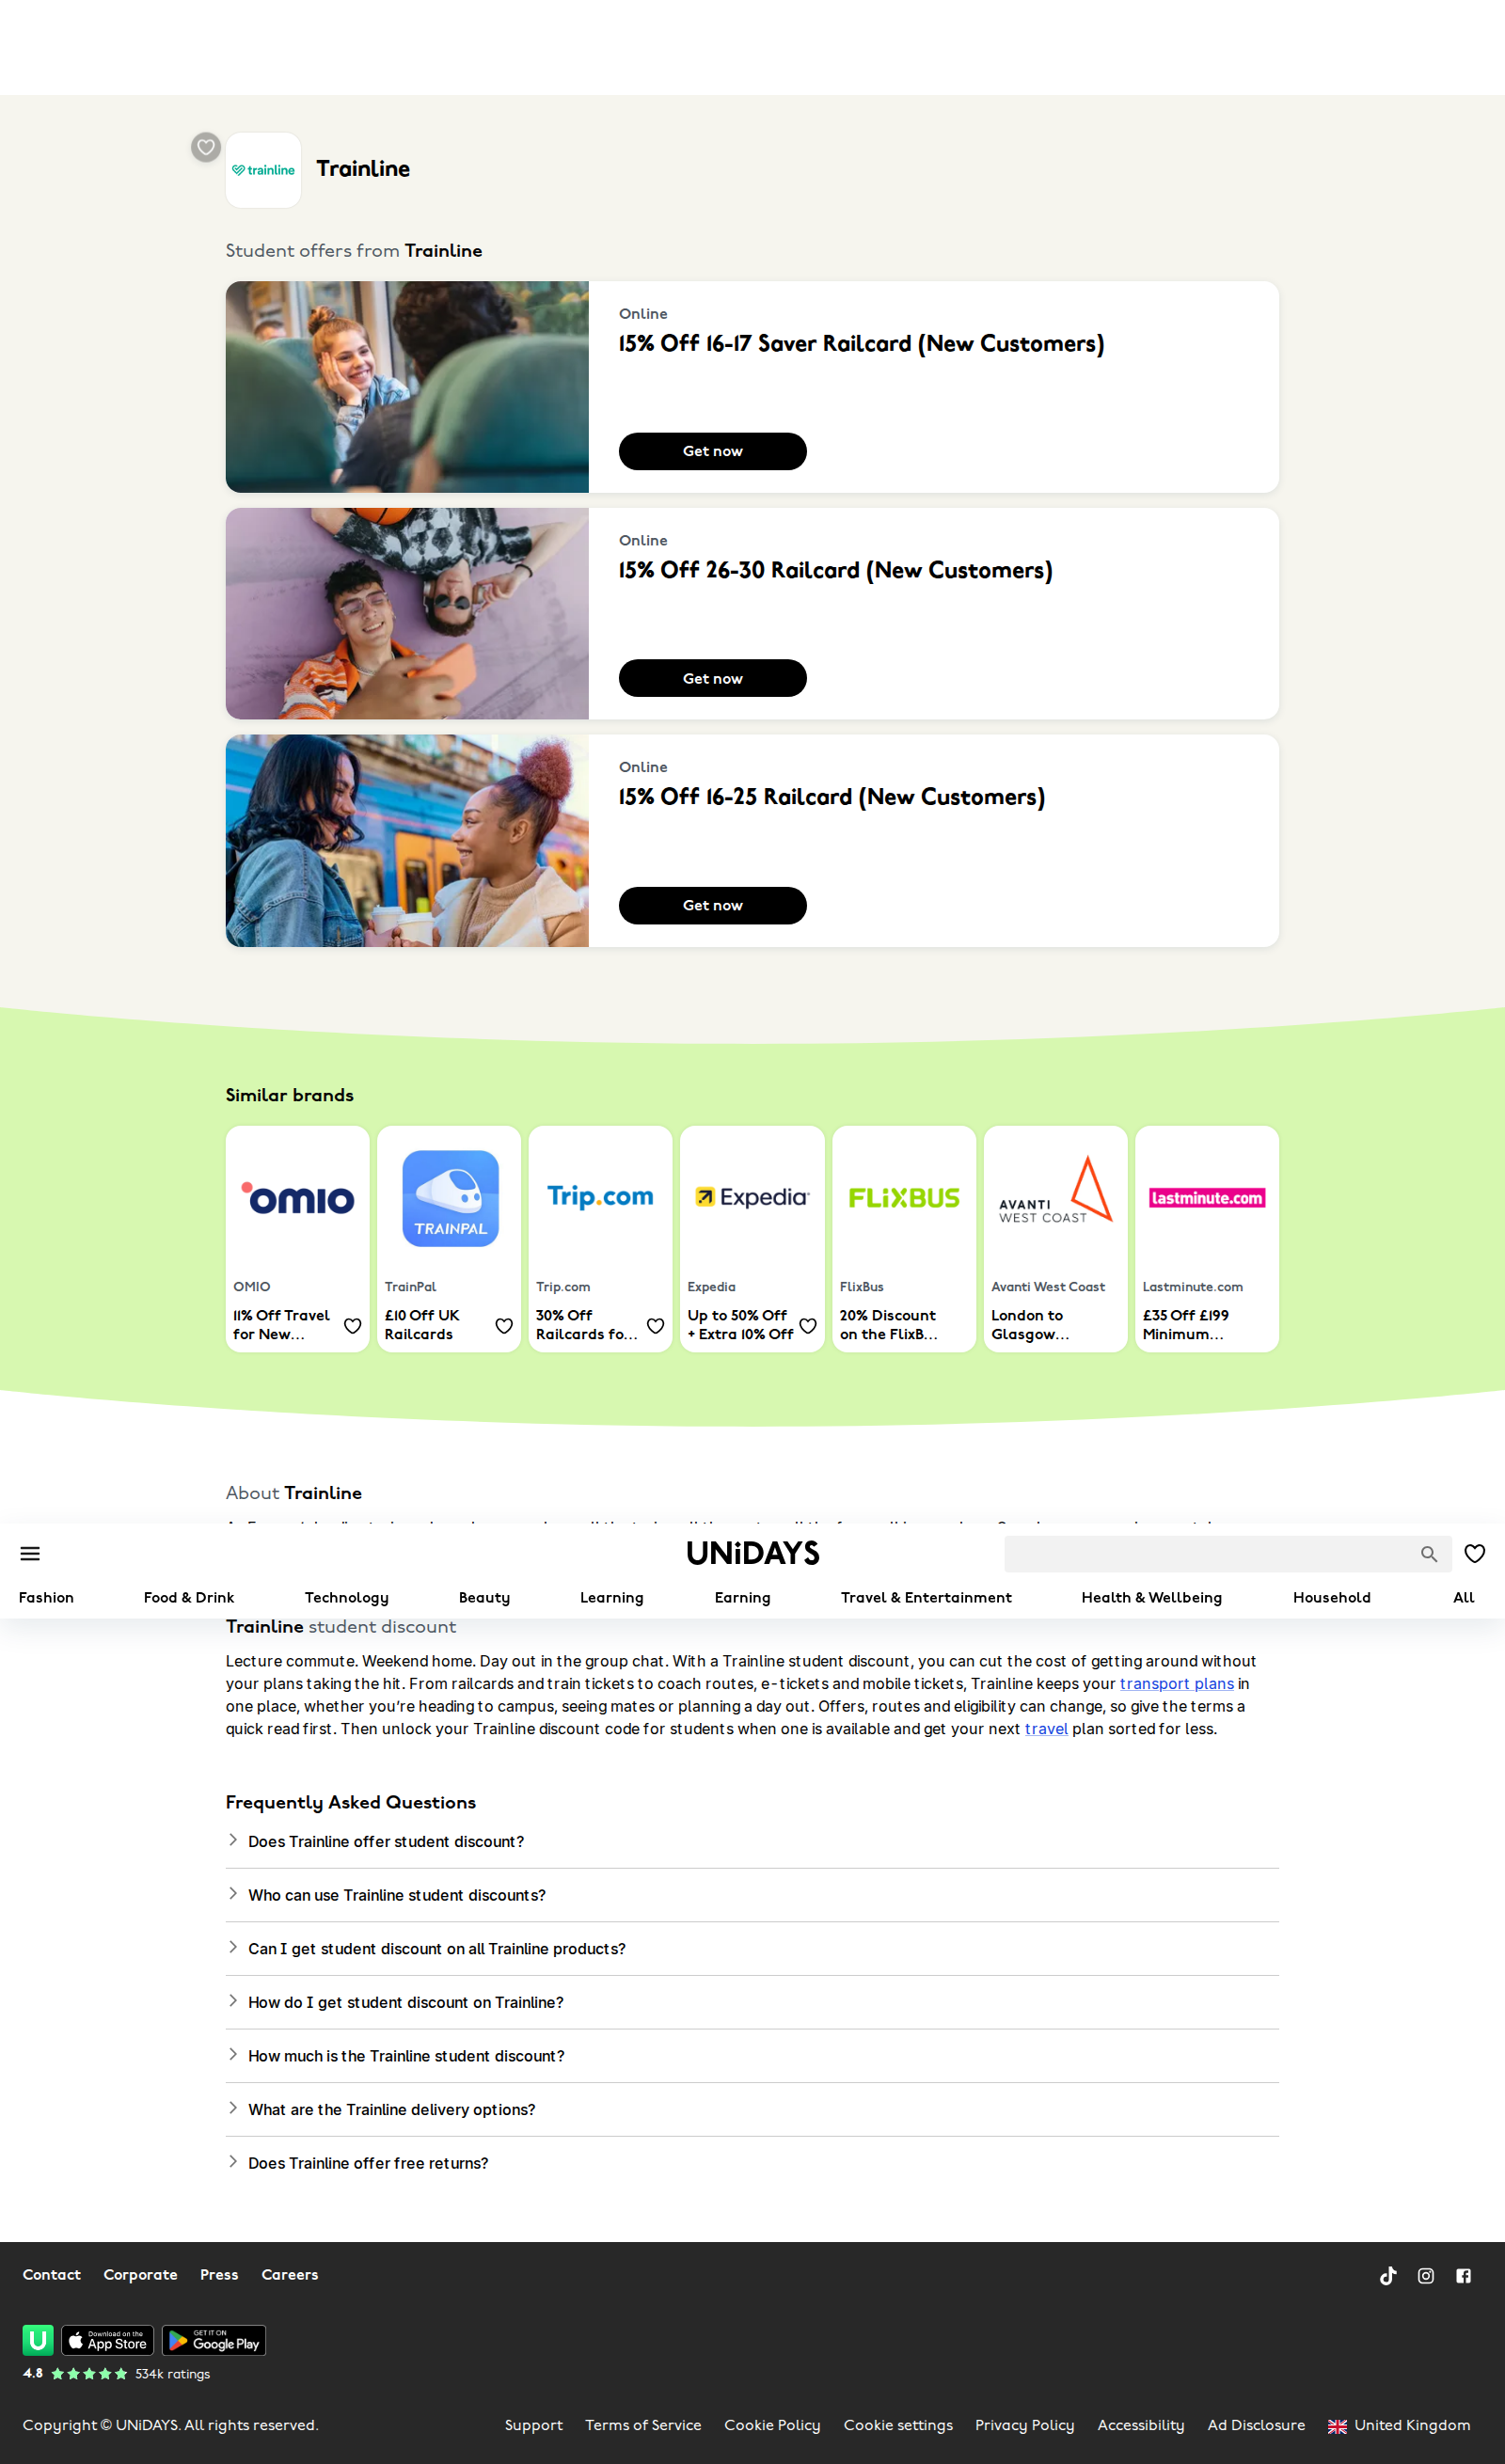 trainline
Trainline
Student offers from Trainline
Online
15% Off 16-17 Saver Railcard (New Customers)
Get now
Online
15% Off 26-30 Railcard (New Customers)
Get now
Online
15% Off 16-25 Railcard (New Customers)
Get now
Similar brands
OMIO
TRAINPAL
Trip.com
Expedia
FLiXBUS
AVANTI
WEST COAST
lastminute.com
OMIO
11% Off Travel
for New...
TrainPal
£10 Off UK
Railcards
Trip.com
30% Off
Railcards fo...
Expedia
Up to 50% Off
+ Extra 10% Off
FlixBus
20% Discount
on the FlixB...
Avanti West Coast
London to
Glasgow...
Lastminute.com
£35 Off £199
Minimum...
About Trainline
UNiDAYS
Fashion Food & Drink Technology Beauty Learning Earning Travel & Entertainment Health & Wellbeing Household All
Trainline student discount
Lecture commute. Weekend home. Day out in the group chat. With a Trainline student discount, you can cut the cost of getting around without
your plans taking the hit. From railcards and train tickets to coach routes, e-tickets and mobile tickets, Trainline keeps your transport plans in
one place, whether you’re heading to campus, seeing mates or planning a day out. Offers, routes and eligibility can change, so give the terms a
quick read first. Then unlock your Trainline discount code for students when one is available and get your next travel plan sorted for less.
Frequently Asked Questions
Does Trainline offer student discount?
Who can use Trainline student discounts?
Can I get student discount on all Trainline products?
How do I get student discount on Trainline?
How much is the Trainline student discount?
What are the Trainline delivery options?
Does Trainline offer free returns?
Contact Corporate Press Careers
U
Download on the
App Store
GET IT ON
Google Play
4.8 534k ratings
Copyright © UNiDAYS. All rights reserved.
Support Terms of Service Cookie Policy Cookie settings Privacy Policy Accessibility Ad Disclosure United Kingdom